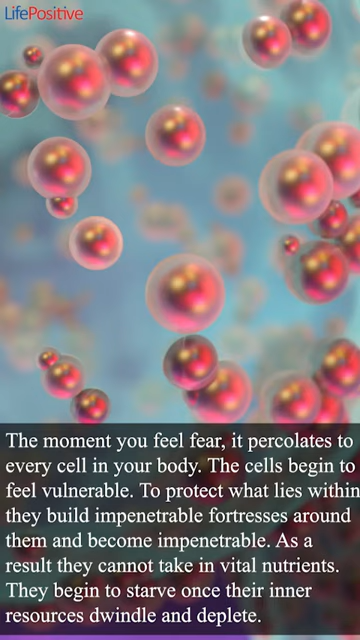 LifePositive
The moment you feel fear, it percolates to
every cell in your body. The cells begin to
feel vulnerable. To protect what lies within
they build impenetrable fortresses around
them and become impenetrable. As a
result they cannot take in vital nutrients.
They begin to starve once their inner
resources dwindle and deplete.